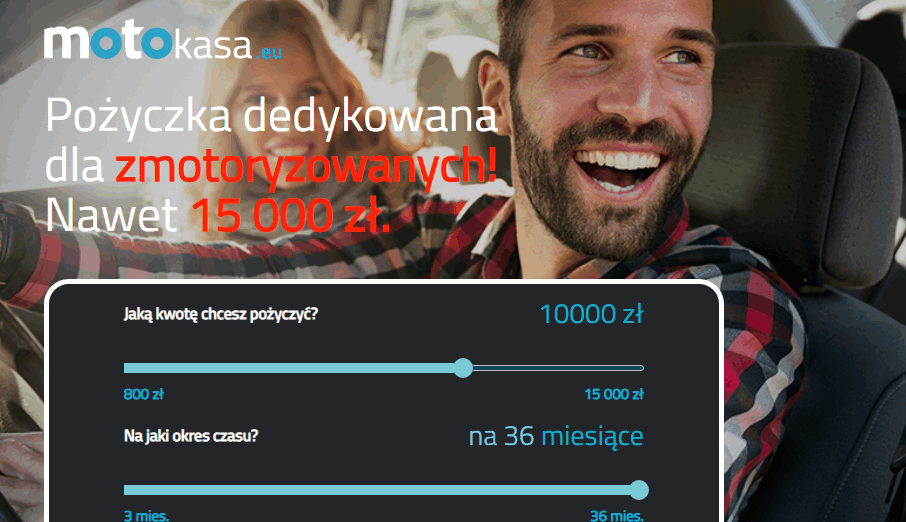 motokasa.eu
Pożyczka dedykowana
dla zmotoryzowanych!
Nawet 15 000 zł.
Jaką kwotę chcesz pożyczyć? 10000 zł
800 zł 15 000 zł
Na jaki okres czasu? na 36 miesiące
3 mies. 36 mies.